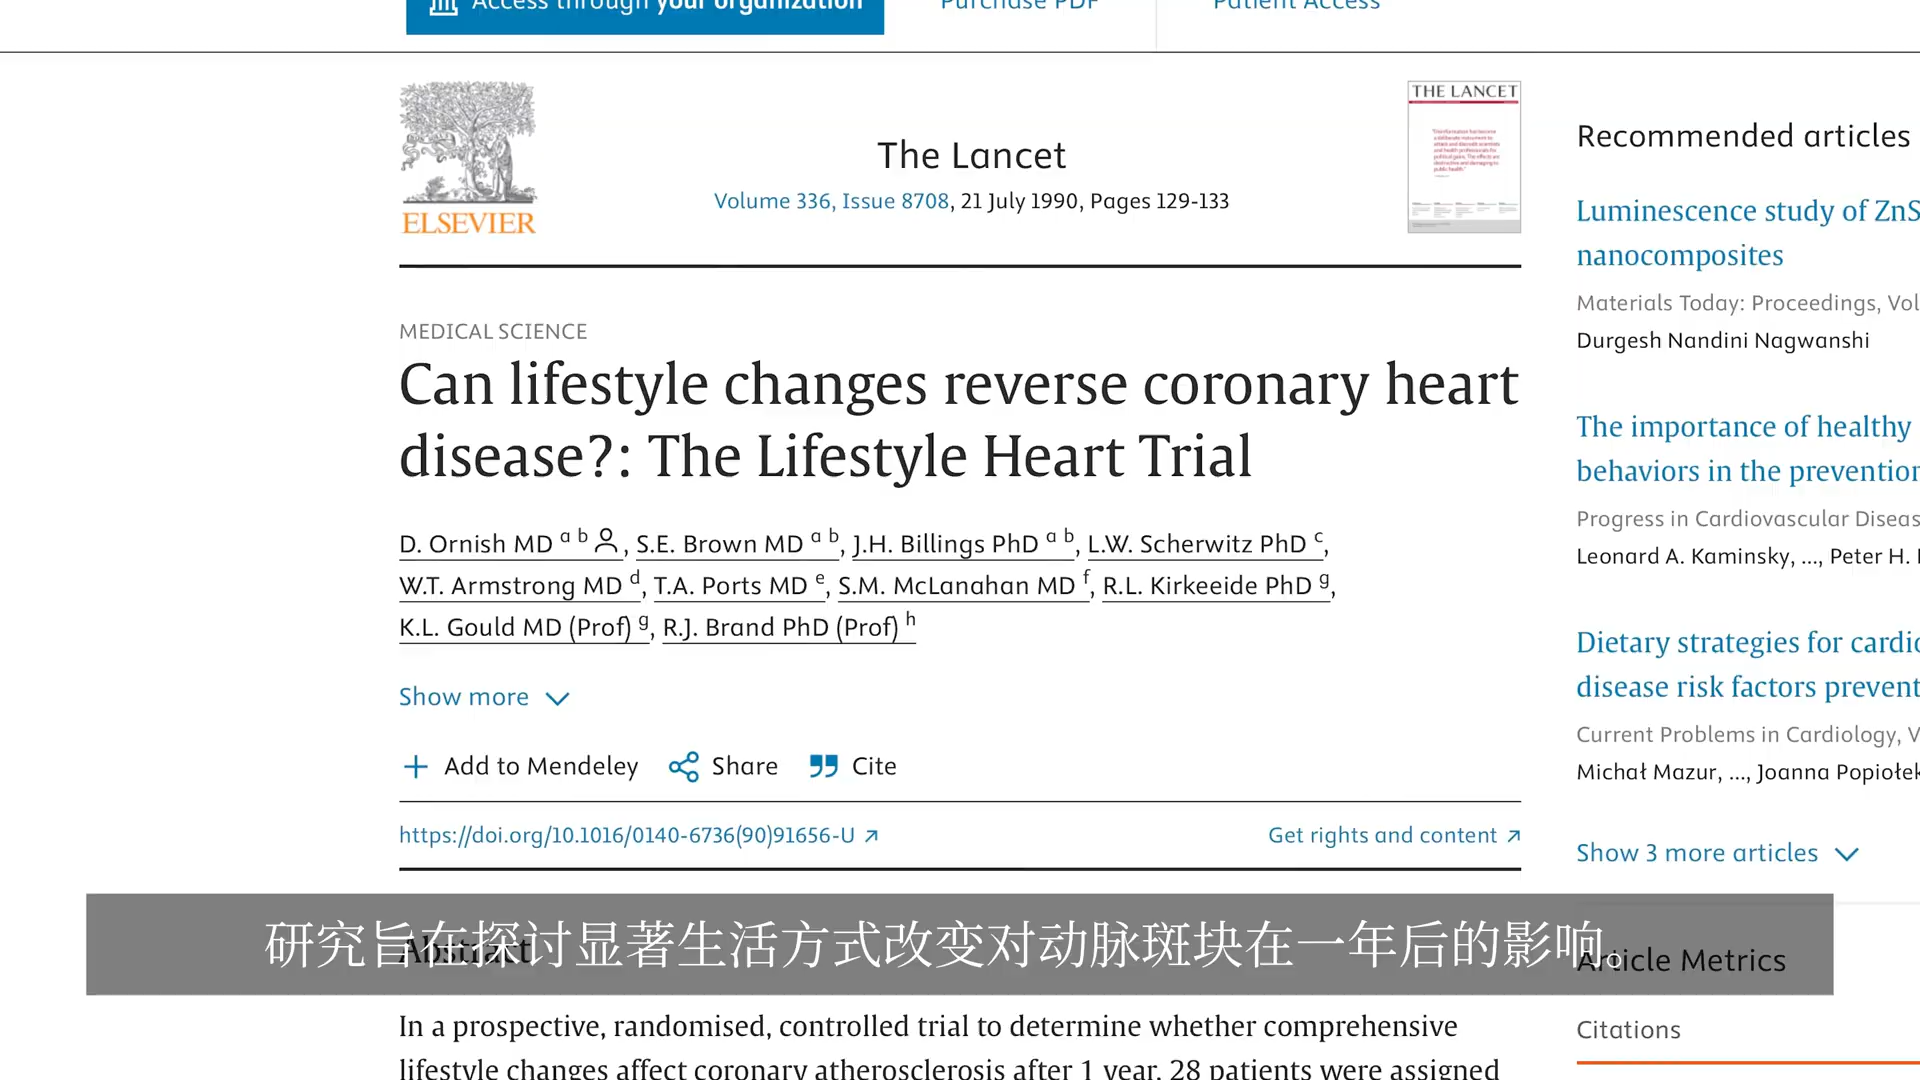 Access through your organization
Purchase PDF
Patient Access
ELSEVIER
The Lancet
Volume 336, Issue 8708, 21 July 1990, Pages 129-133
THE LANCET
MEDICAL SCIENCE
Can lifestyle changes reverse coronary heart
disease?: The Lifestyle Heart Trial
D. Ornish MD a b, S.E. Brown MD a b, J.H. Billings PhD a b, L.W. Scherwitz PhD c,
W.T. Armstrong MD d, T.A. Ports MD e, S.M. McLanahan MD f, R.L. Kirkeeide PhD g,
K.L. Gould MD (Prof) g, R.J. Brand PhD (Prof) h
Show more
Add to Mendeley Share Cite
https://doi.org/10.1016/0140-6736(90)91656-U
Get rights and content
Abstract
研究旨在探讨显著生活方式改变对动脉斑块在一年后的影响。
In a prospective, randomised, controlled trial to determine whether comprehensive
lifestyle changes affect coronary atherosclerosis after 1 year, 28 patients were assigned
Recommended articles
Luminescence study of ZnS
nanocomposites
Materials Today: Proceedings, Vol
Durgesh Nandini Nagwanshi
The importance of healthy
behaviors in the prevention
Progress in Cardiovascular Diseas
Leonard A. Kaminsky, ..., Peter H.
Dietary strategies for cardio
disease risk factors prevent
Current Problems in Cardiology, V
Michał Mazur, ..., Joanna Popiołek
Show 3 more articles
Article Metrics
Citations